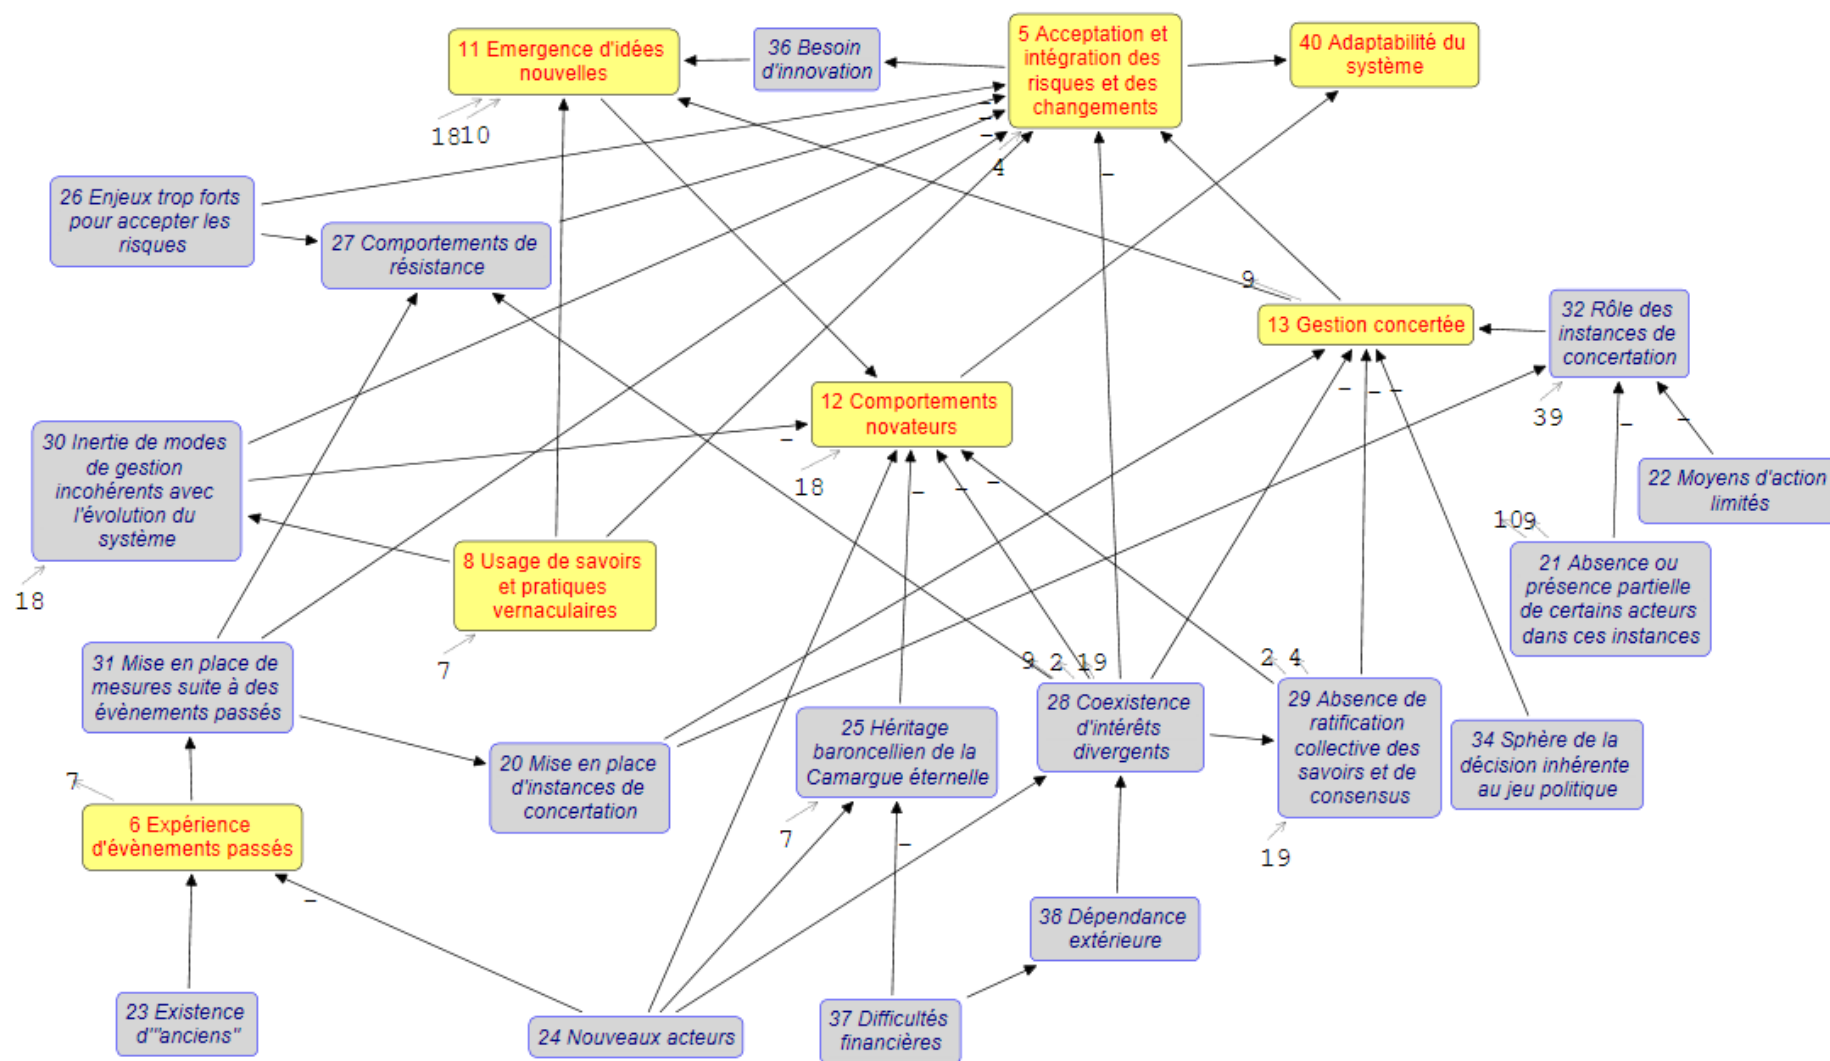 11 Emergence d'idées
nouvelles
36 Besoin
d'innovation
5 Acceptation et
intégration des
risques et des
changements
40 Adaptabilité du
système
1810
4
–
–
–
–
26 Enjeux trop forts
pour accepter les
risques
27 Comportements de
résistance
9
13 Gestion concertée
32 Rôle des
instances de
concertation
39
12 Comportements
novateurs
–
18
–
–
–
–
–
–
–
–
30 Inertie de modes
de gestion
incohérents avec
l'évolution du
système
18
8 Usage de savoirs
et pratiques
vernaculaires
7
22 Moyens d'action
limités
109
21 Absence ou
présence partielle
de certains acteurs
dans ces instances
31 Mise en place de
mesures suite à des
évènements passés
20 Mise en place
d'instances de
concertation
25 Héritage
baroncellien de la
Camargue éternelle
7
–
9 2 19
28 Coexistence
d'intérêts
divergents
2 4
29 Absence de
ratification
collective des
savoirs et de
consensus
19
34 Sphère de la
décision inhérente
au jeu politique
7
6 Expérience
d'évènements passés
–
38 Dépendance
extérieure
23 Existence
d'"anciens"
24 Nouveaux acteurs
37 Difficultés
financières